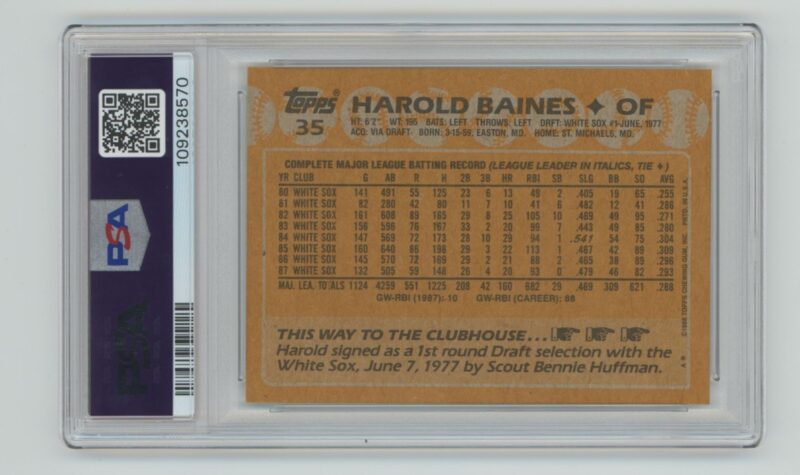 109238570
PSA
PSA
Topps®
35
HAROLD BAINES ✦ OF
HT: 6'2" WT: 195 BATS: LEFT THROWS: LEFT DRFT: WHITE SOX #1-JUNE, 1977
ACQ: VIA DRAFT BORN: 3-15-59, EASTON, MD. HOME: ST. MICHAELS, MD.
COMPLETE MAJOR LEAGUE BATTING RECORD (LEAGUE LEADER IN ITALICS, TIE ✦)
YR CLUB G AB R H 2B 3B HR RBI SB SLG BB SO AVG
80 WHITE SOX 141 491 55 125 23 6 13 49 2 .405 19 65 .255
81 WHITE SOX 82 280 42 80 11 7 10 41 6 .482 12 41 .286
82 WHITE SOX 161 608 89 165 29 8 25 105 10 .469 49 95 .271
83 WHITE SOX 156 596 76 167 33 2 20 99 7 .443 49 85 .280
84 WHITE SOX 147 569 72 173 28 10 29 94 1 .541 54 75 .304
85 WHITE SOX 160 640 86 198 29 3 22 113 1 .467 42 89 .309
86 WHITE SOX 145 570 72 169 29 2 21 88 2 .465 38 89 .296
87 WHITE SOX 132 505 59 148 26 4 20 93 0 .479 46 82 .293
MAJ. LEA. TOTALS 1124 4259 551 1225 208 42 160 682 29 .469 309 621 .288
GW-RBI (1987): 10 GW-RBI (CAREER): 88
THIS WAY TO THE CLUBHOUSE...
Harold signed as a 1st round Draft selection with the
White Sox, June 7, 1977 by Scout Bennie Huffman.
©1988 TOPPS CHEWING GUM, INC. PRTD. IN U.S.A.